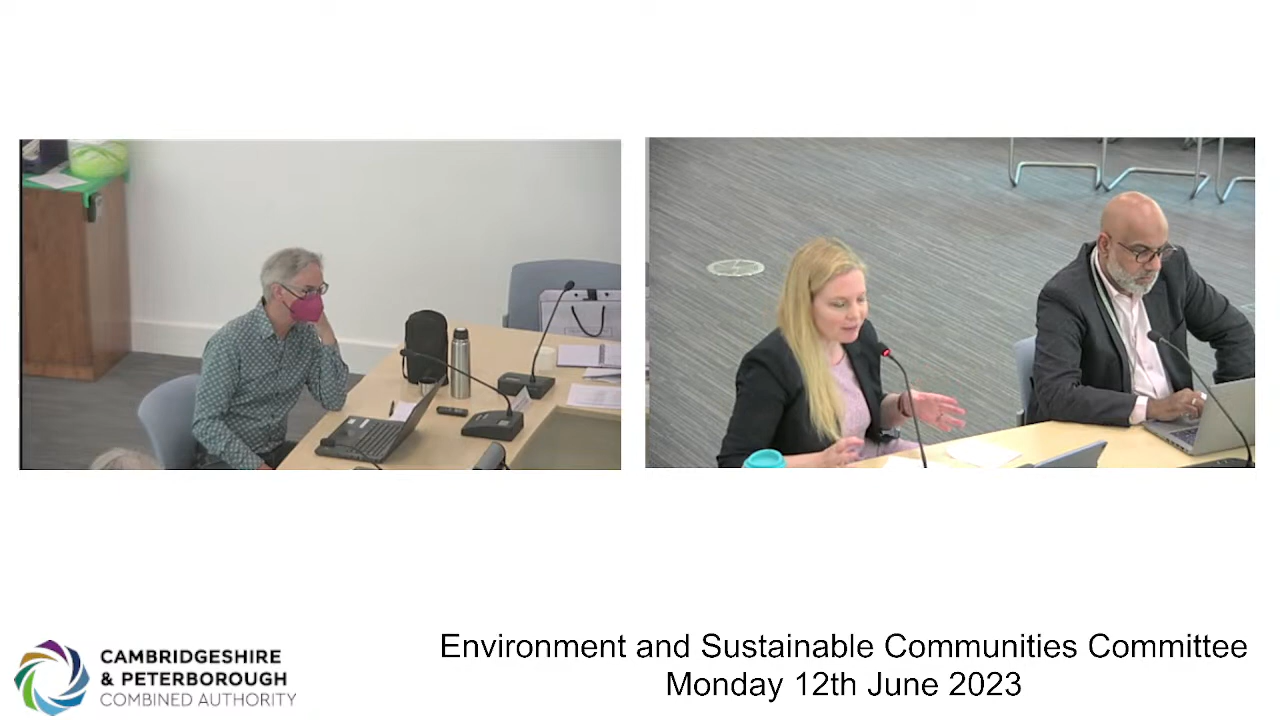 Environment and Sustainable Communities Committee
Monday 12th June 2023
CAMBRIDGESHIRE
& PETERBOROUGH
COMBINED AUTHORITY